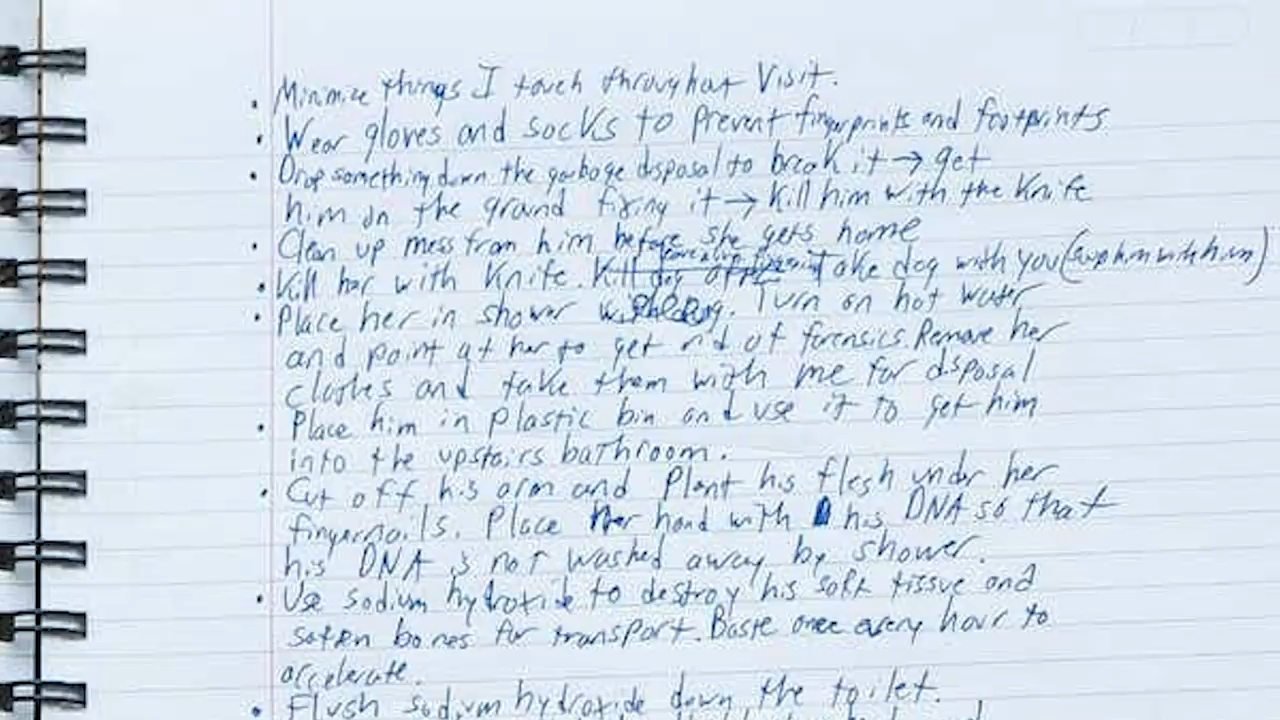 • Minimize things I touch throughout Visit.
• Wear gloves and socks to prevent fingerprints and footprints
• Drop something down the garbage disposal to break it → get
him on the ground fixing it → Kill him with the Knife
• Clean up mess from him before she gets home
• Kill her with Knife. Kill dog Take dog with you (
• Place her in shower Turn on hot water
and point at her to get rid of forensics. Remove her
clothes and take them with me for disposal
• Place him in plastic bin and use it to get him
into the upstairs bathroom.
• Cut off his arm and Plant his flesh under her
fingernails. Place her hand with his DNA so that
his DNA is not washed away by shower.
• Use sodium hydroxide to destroy his soft tissue and
soften bones for transport. Baste once every hour to
accelerate.
• Flush sodium hydroxide down the toilet.